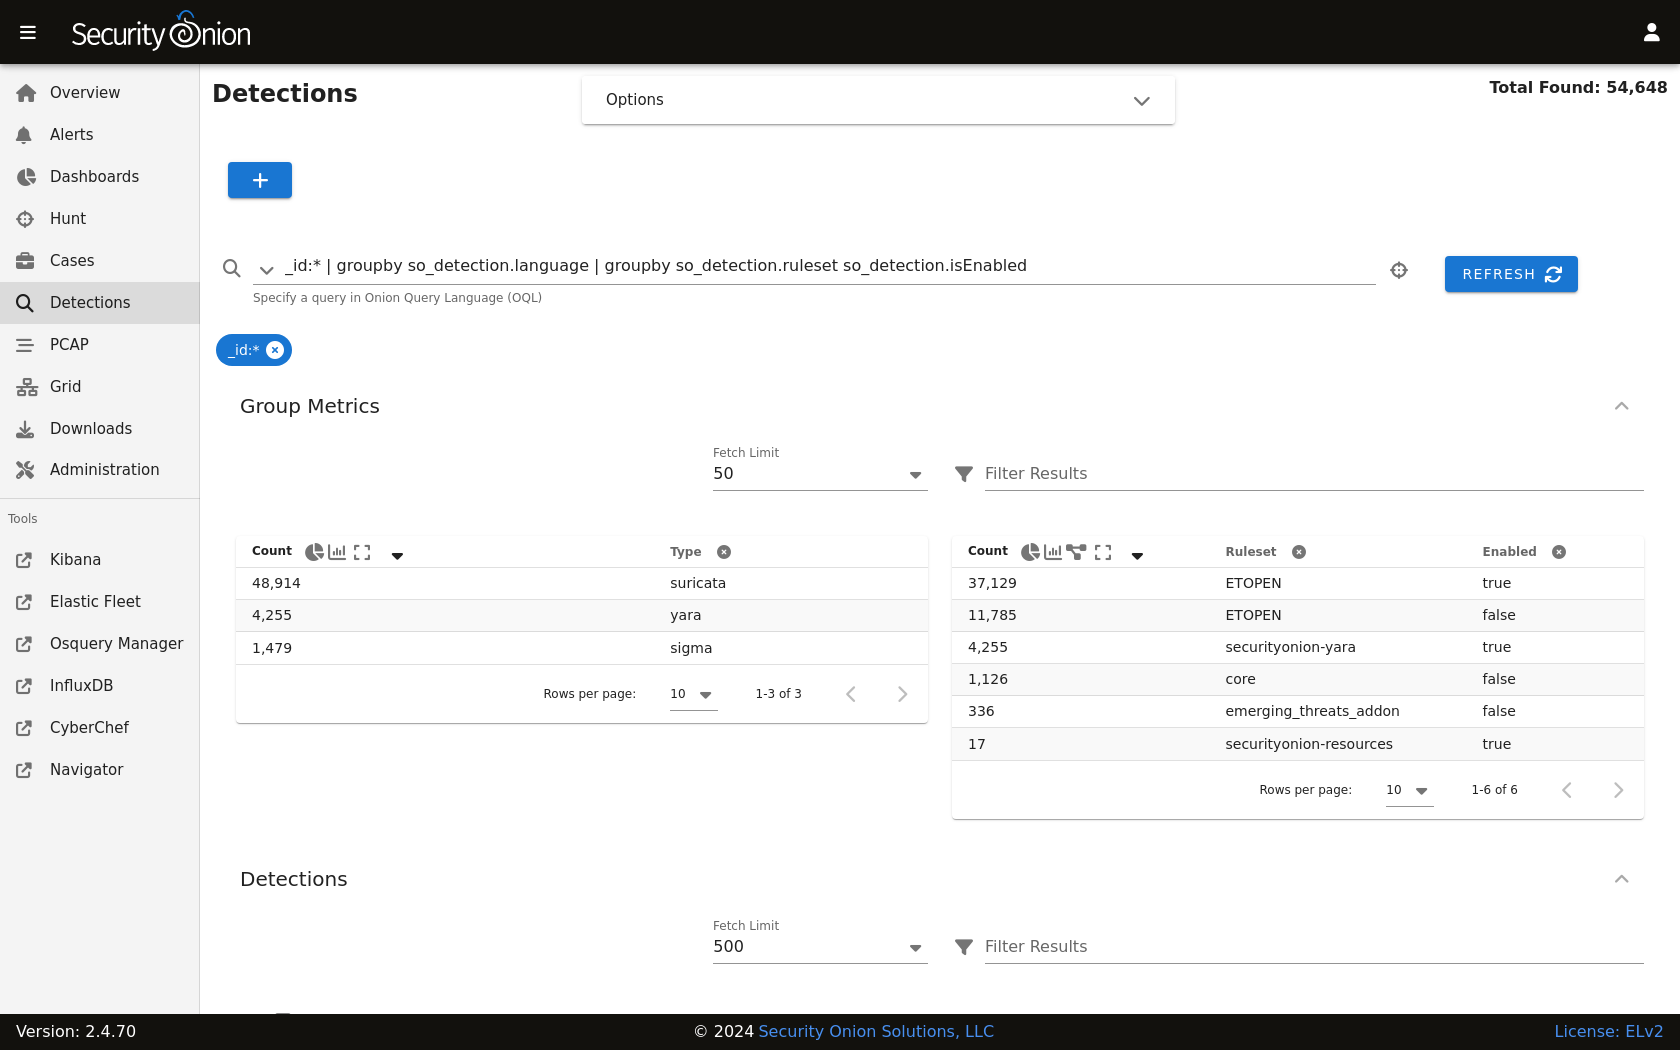 Security Onion
Overview
Alerts
Dashboards
Hunt
Cases
Detections
PCAP
Grid
Downloads
Administration
Tools
Kibana
Elastic Fleet
Osquery Manager
InfluxDB
CyberChef
Navigator
Detections
Options
Total Found: 54,648
_id:* | groupby so_detection.language | groupby so_detection.ruleset so_detection.isEnabled
REFRESH
Specify a query in Onion Query Language (OQL)
_id:*
Group Metrics
Fetch Limit
50
Filter Results
Count Type
48,914 suricata
4,255 yara
1,479 sigma
Rows per page: 10 1-3 of 3
Count Ruleset Enabled
37,129 ETOPEN true
11,785 ETOPEN false
4,255 securityonion-yara true
1,126 core false
336 emerging_threats_addon false
17 securityonion-resources true
Rows per page: 10 1-6 of 6
Detections
Fetch Limit
500
Filter Results
Version: 2.4.70
© 2024 Security Onion Solutions, LLC
License: ELv2